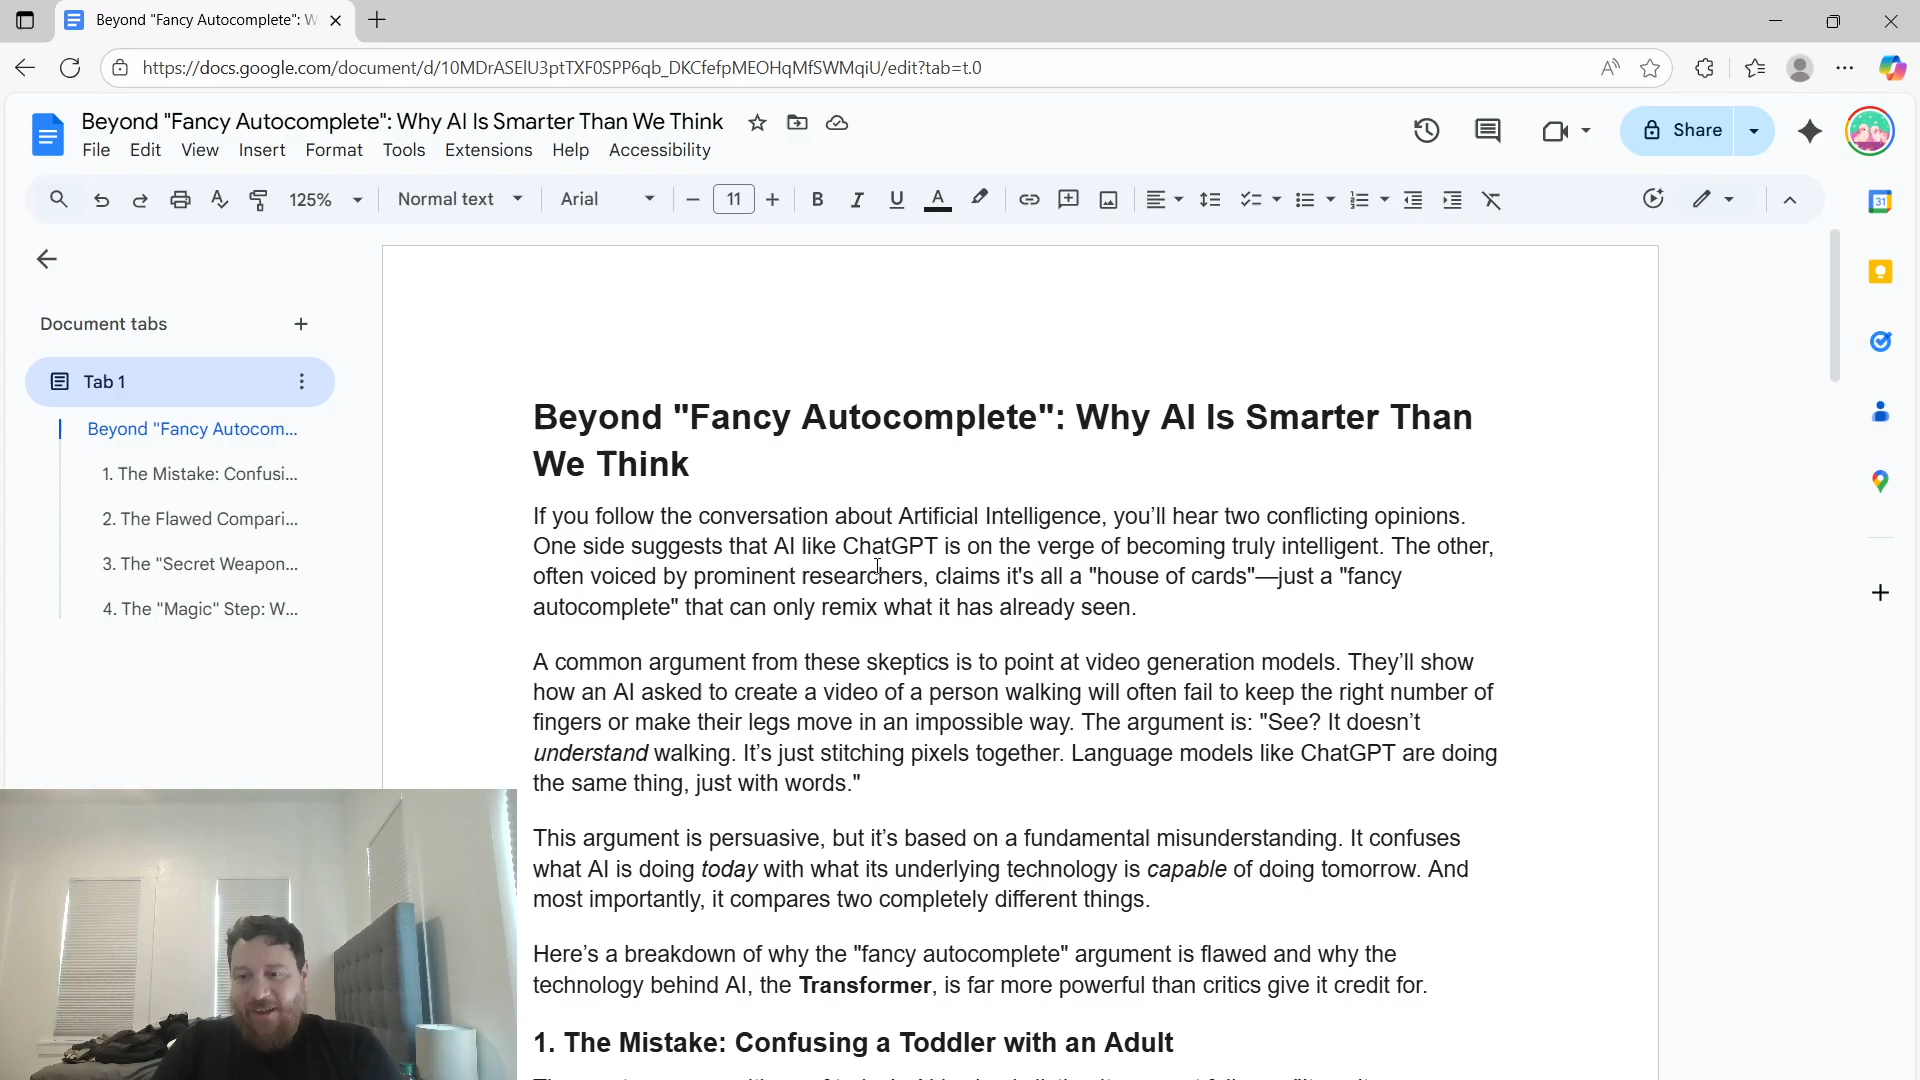 Beyond "Fancy Autocomplete": W
https://docs.google.com/document/d/10MDrASElU3ptTXF0SPP6qb_DKCfefpMEOHqMfSWMqiU/edit?tab=t.0
Beyond "Fancy Autocomplete": Why AI Is Smarter Than We Think
File Edit View Insert Format Tools Extensions Help Accessibility
Share
125% Normal text Arial 11
31
Document tabs
Tab 1
Beyond "Fancy Autocom...
1. The Mistake: Confusi...
2. The Flawed Compari...
3. The "Secret Weapon...
4. The "Magic" Step: W...
Beyond "Fancy Autocomplete": Why AI Is Smarter Than
We Think
If you follow the conversation about Artificial Intelligence, you’ll hear two conflicting opinions.
One side suggests that AI like ChatGPT is on the verge of becoming truly intelligent. The other,
often voiced by prominent researchers, claims it's all a "house of cards"—just a "fancy
autocomplete" that can only remix what it has already seen.
A common argument from these skeptics is to point at video generation models. They’ll show
how an AI asked to create a video of a person walking will often fail to keep the right number of
fingers or make their legs move in an impossible way. The argument is: "See? It doesn’t
understand walking. It’s just stitching pixels together. Language models like ChatGPT are doing
the same thing, just with words."
This argument is persuasive, but it’s based on a fundamental misunderstanding. It confuses
what AI is doing today with what its underlying technology is capable of doing tomorrow. And
most importantly, it compares two completely different things.
Here’s a breakdown of why the "fancy autocomplete" argument is flawed and why the
technology behind AI, the Transformer, is far more powerful than critics give it credit for.
1. The Mistake: Confusing a Toddler with an Adult